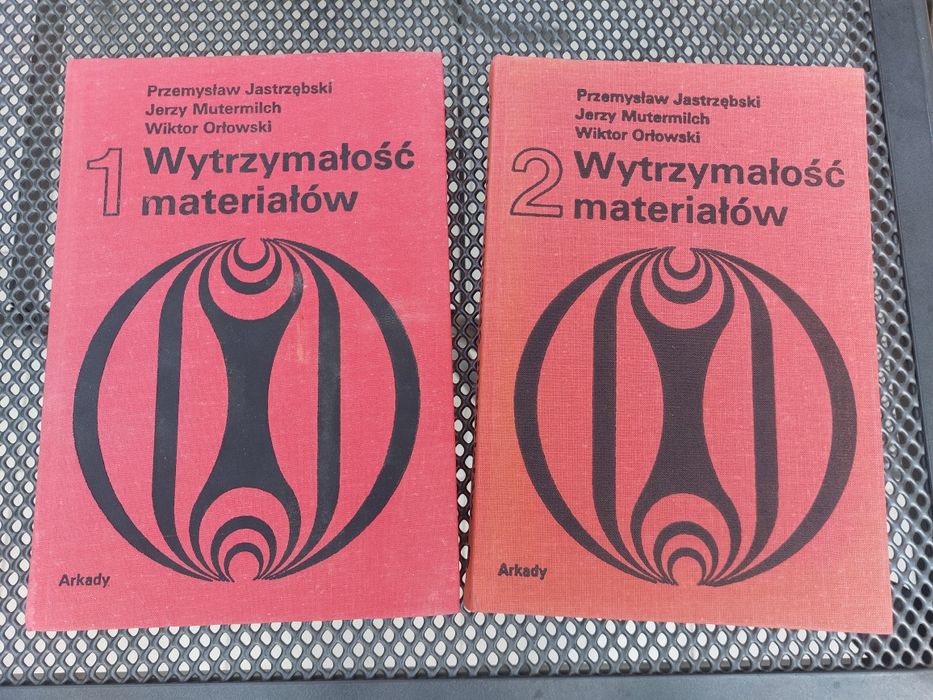 Przemysław Jastrzębski
Jerzy Mutermilch
Wiktor Orłowski
1 Wytrzymałość
materiałów
Arkady
Przemysław Jastrzębski
Jerzy Mutermilch
Wiktor Orłowski
2 Wytrzymałość
materiałów
Arkady